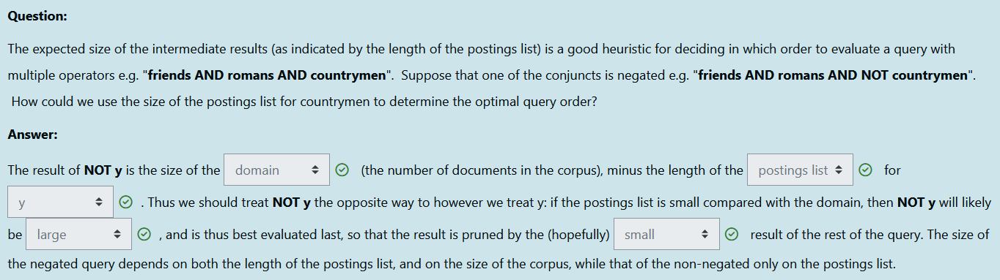 Question:
The expected size of the intermediate results (as indicated by the length of the postings list) is a good heuristic for deciding in which order to evaluate a query with
multiple operators e.g. "friends AND romans AND countrymen".  Suppose that one of the conjuncts is negated e.g. "friends AND romans AND NOT countrymen".
How could we use the size of the postings list for countrymen to determine the optimal query order?
Answer:
The result of NOT y is the size of the domain (the number of documents in the corpus), minus the length of the postings list for
y . Thus we should treat NOT y the opposite way to however we treat y: if the postings list is small compared with the domain, then NOT y will likely
be large , and is thus best evaluated last, so that the result is pruned by the (hopefully) small result of the rest of the query. The size of
the negated query depends on both the length of the postings list, and on the size of the corpus, while that of the non-negated only on the postings list.